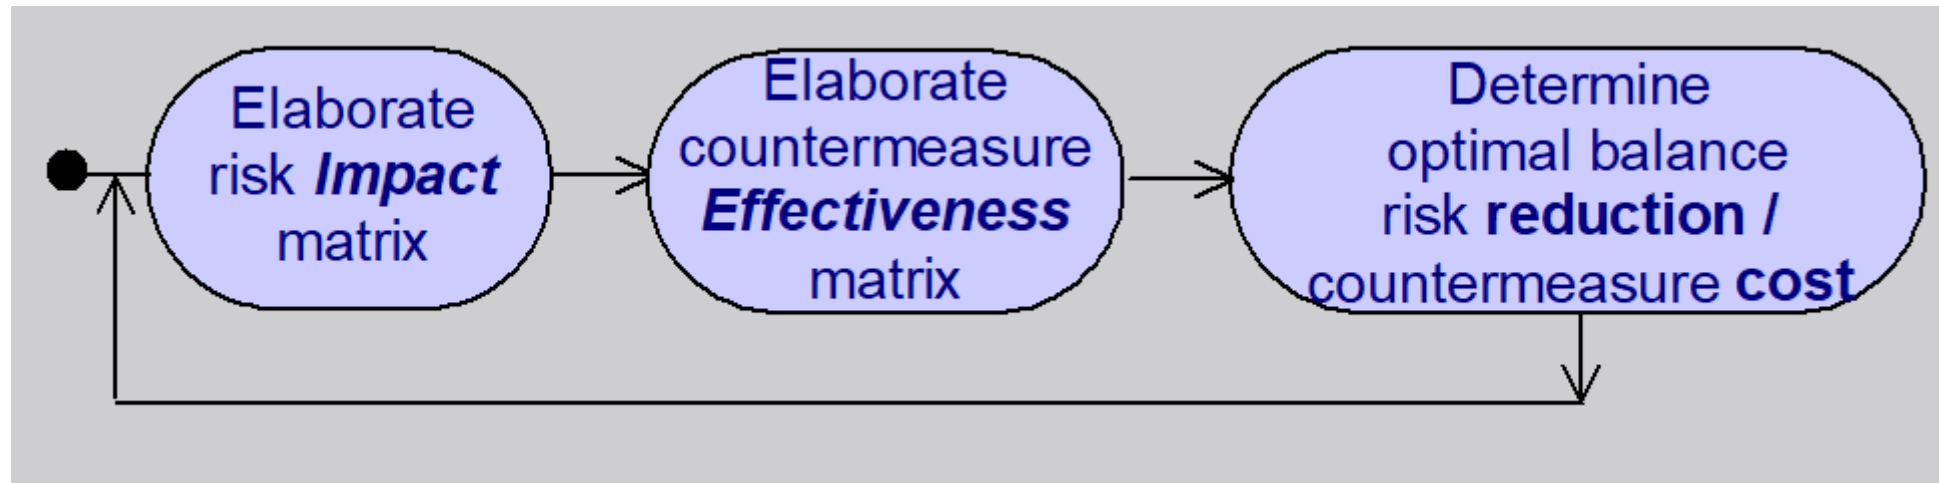 Elaborate
risk Impact
matrix
Elaborate
countermeasure
Effectiveness
matrix
Determine
optimal balance
risk reduction /
countermeasure cost